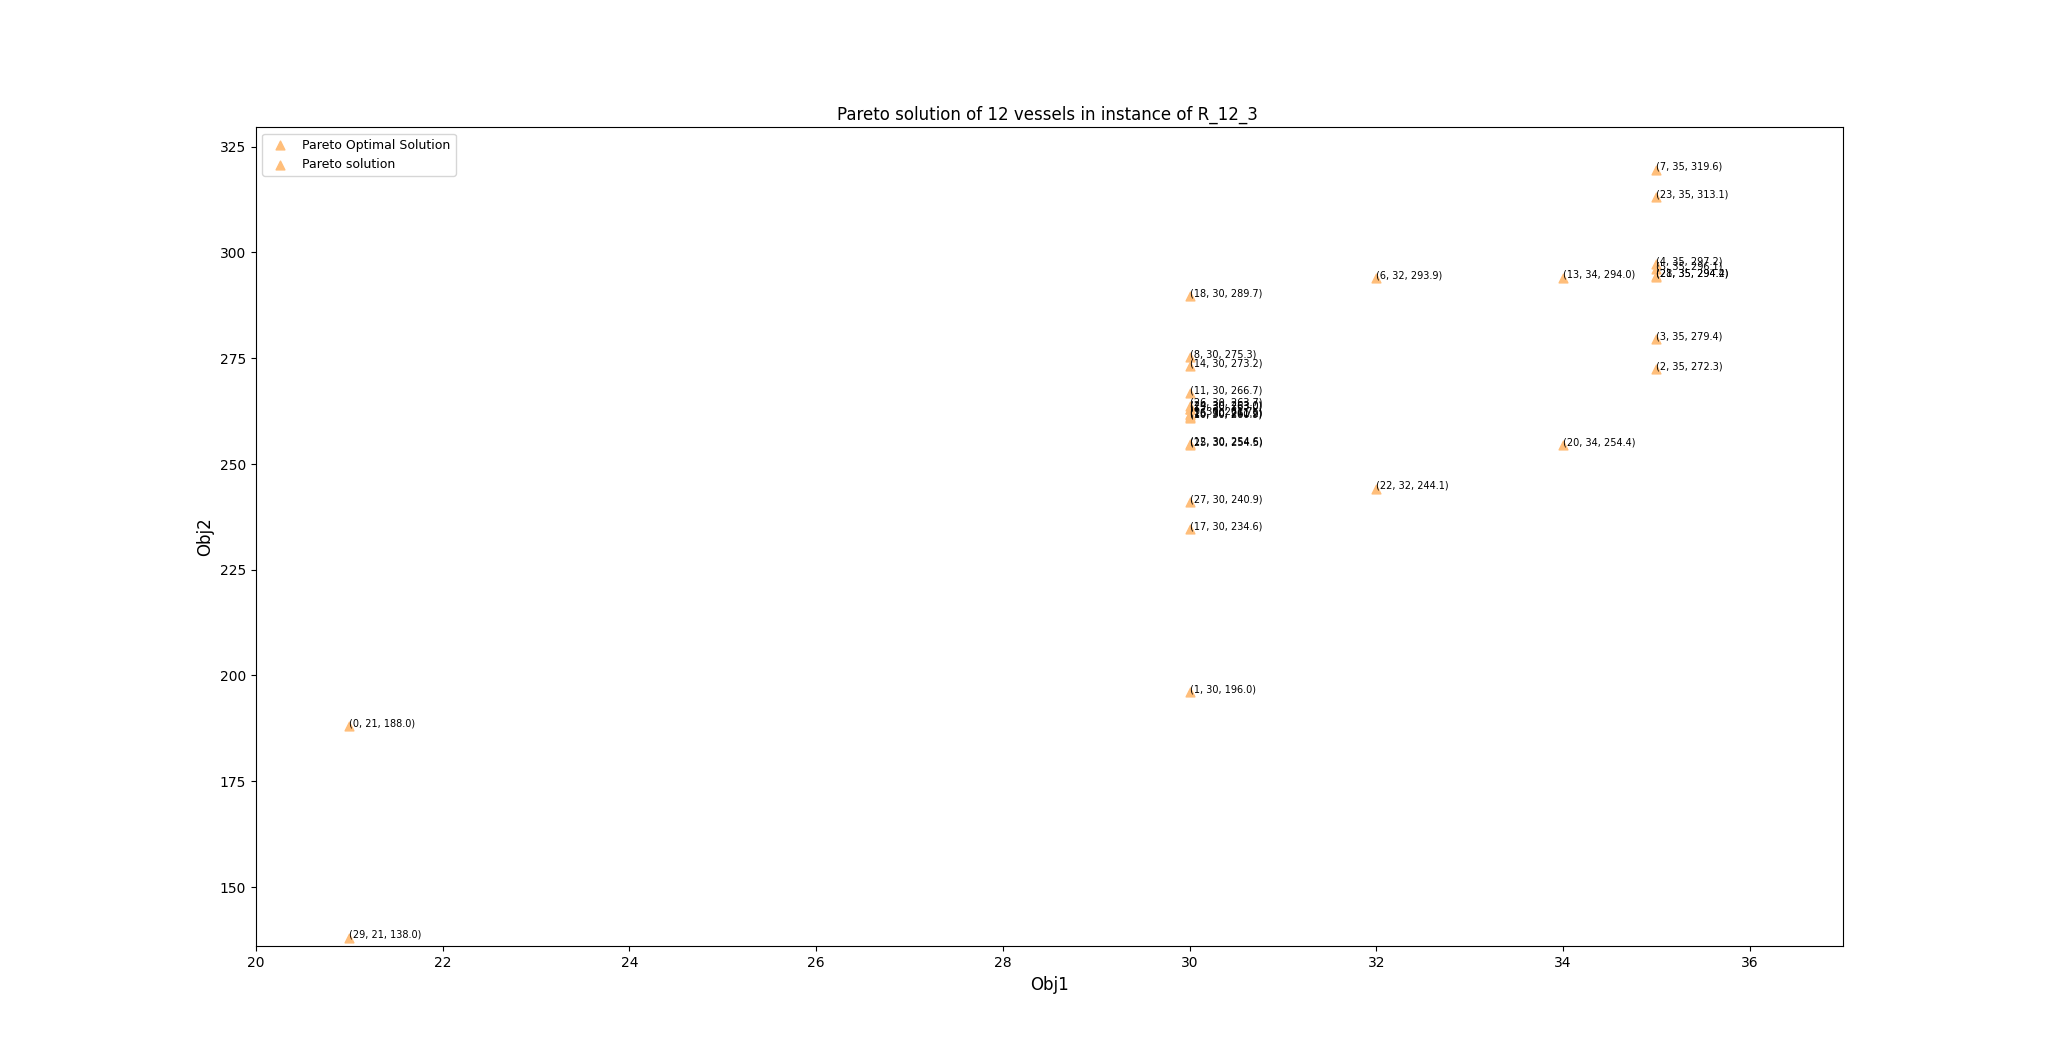 Pareto solution of 12 vessels in instance of R_12_3
Pareto Optimal Solution
Pareto solution
325
300
275
250
225
200
175
150
Obj2
(7, 35, 319.6)
(23, 35, 313.1)
(4, 35, 297.2)
(6, 32, 293.9)
(13, 34, 294.0)
(18, 30, 289.7)
(3, 35, 279.4)
(2, 35, 272.3)
(8, 30, 275.3)
(14, 30, 273.2)
(11, 30, 266.7)
(20, 34, 254.4)
(22, 32, 244.1)
(27, 30, 240.9)
(17, 30, 234.6)
(1, 30, 196.0)
(0, 21, 188.0)
(29, 21, 138.0)
20
22
24
26
28
30
32
34
36
Obj1